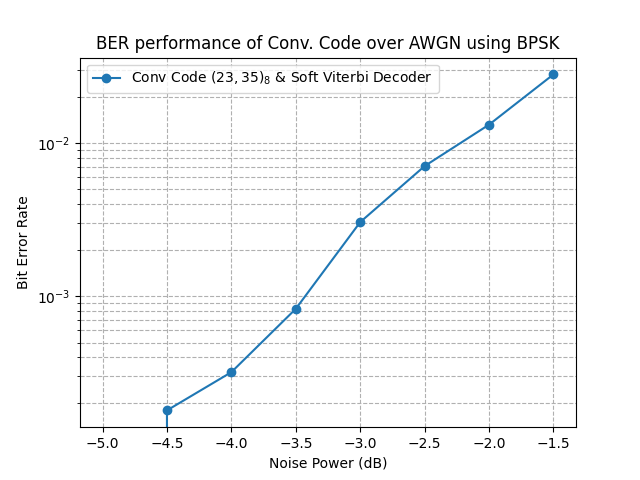 BER performance of Conv. Code over AWGN using BPSK
Conv Code (23, 35)₈ & Soft Viterbi Decoder
10⁻²
10⁻³
Bit Error Rate
−5.0 −4.5 −4.0 −3.5 −3.0 −2.5 −2.0 −1.5
Noise Power (dB)